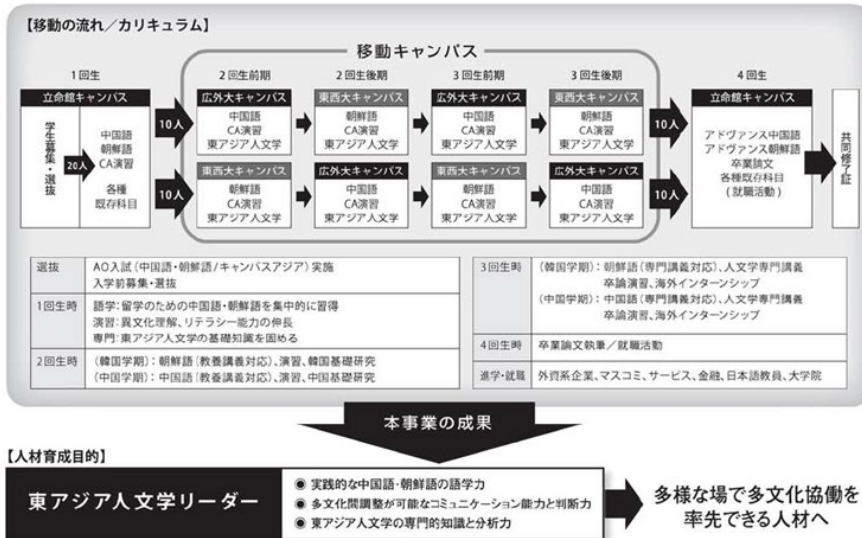 【移動の流れ／カリキュラム】
移動キャンパス
1回生
2回生前期
2回生後期
3回生前期
3回生後期
4回生
立命館キャンパス
学生募集・選抜
20人
中国語
朝鮮語
CA演習
各種
既存科目
10人
10人
広外大キャンパス
中国語
CA演習
東アジア人文学
東西大キャンパス
朝鮮語
CA演習
東アジア人文学
広外大キャンパス
中国語
CA演習
東アジア人文学
東西大キャンパス
朝鮮語
CA演習
東アジア人文学
東西大キャンパス
朝鮮語
CA演習
東アジア人文学
広外大キャンパス
中国語
CA演習
東アジア人文学
東西大キャンパス
朝鮮語
CA演習
東アジア人文学
広外大キャンパス
中国語
CA演習
東アジア人文学
10人
10人
立命館キャンパス
アドヴァンス中国語
アドヴァンス朝鮮語
卒業論文
各種既存科目
(就職活動)
共同修了証
選抜
AO入試(中国語・朝鮮語/キャンパスアジア)実施
入学前募集・選抜
1回生時
語学：留学のための中国語・朝鮮語を集中的に習得
演習：異文化理解、リテラシー能力の伸長
専門：東アジア人文学の基礎知識を固める
2回生時
(韓国学期)：朝鮮語(教養講義対応)、演習、韓国基礎研究
(中国学期)：中国語(教養講義対応)、演習、中国基礎研究
3回生時
(韓国学期)：朝鮮語(専門講義対応)、人文学専門講義
卒論演習、海外インターンシップ
(中国学期)：中国語(専門講義対応)、人文学専門講義
卒論演習、海外インターンシップ
4回生時
卒業論文執筆／就職活動
進学・就職
外資系企業、マスコミ、サービス、金融、日本語教員、大学院
本事業の成果
【人材育成目的】
東アジア人文学リーダー
◉ 実践的な中国語・朝鮮語の語学力
◉ 多文化間調整が可能なコミュニケーション能力と判断力
◉ 東アジア人文学の専門的知識と分析力
多様な場で多文化協働を
率先できる人材へ